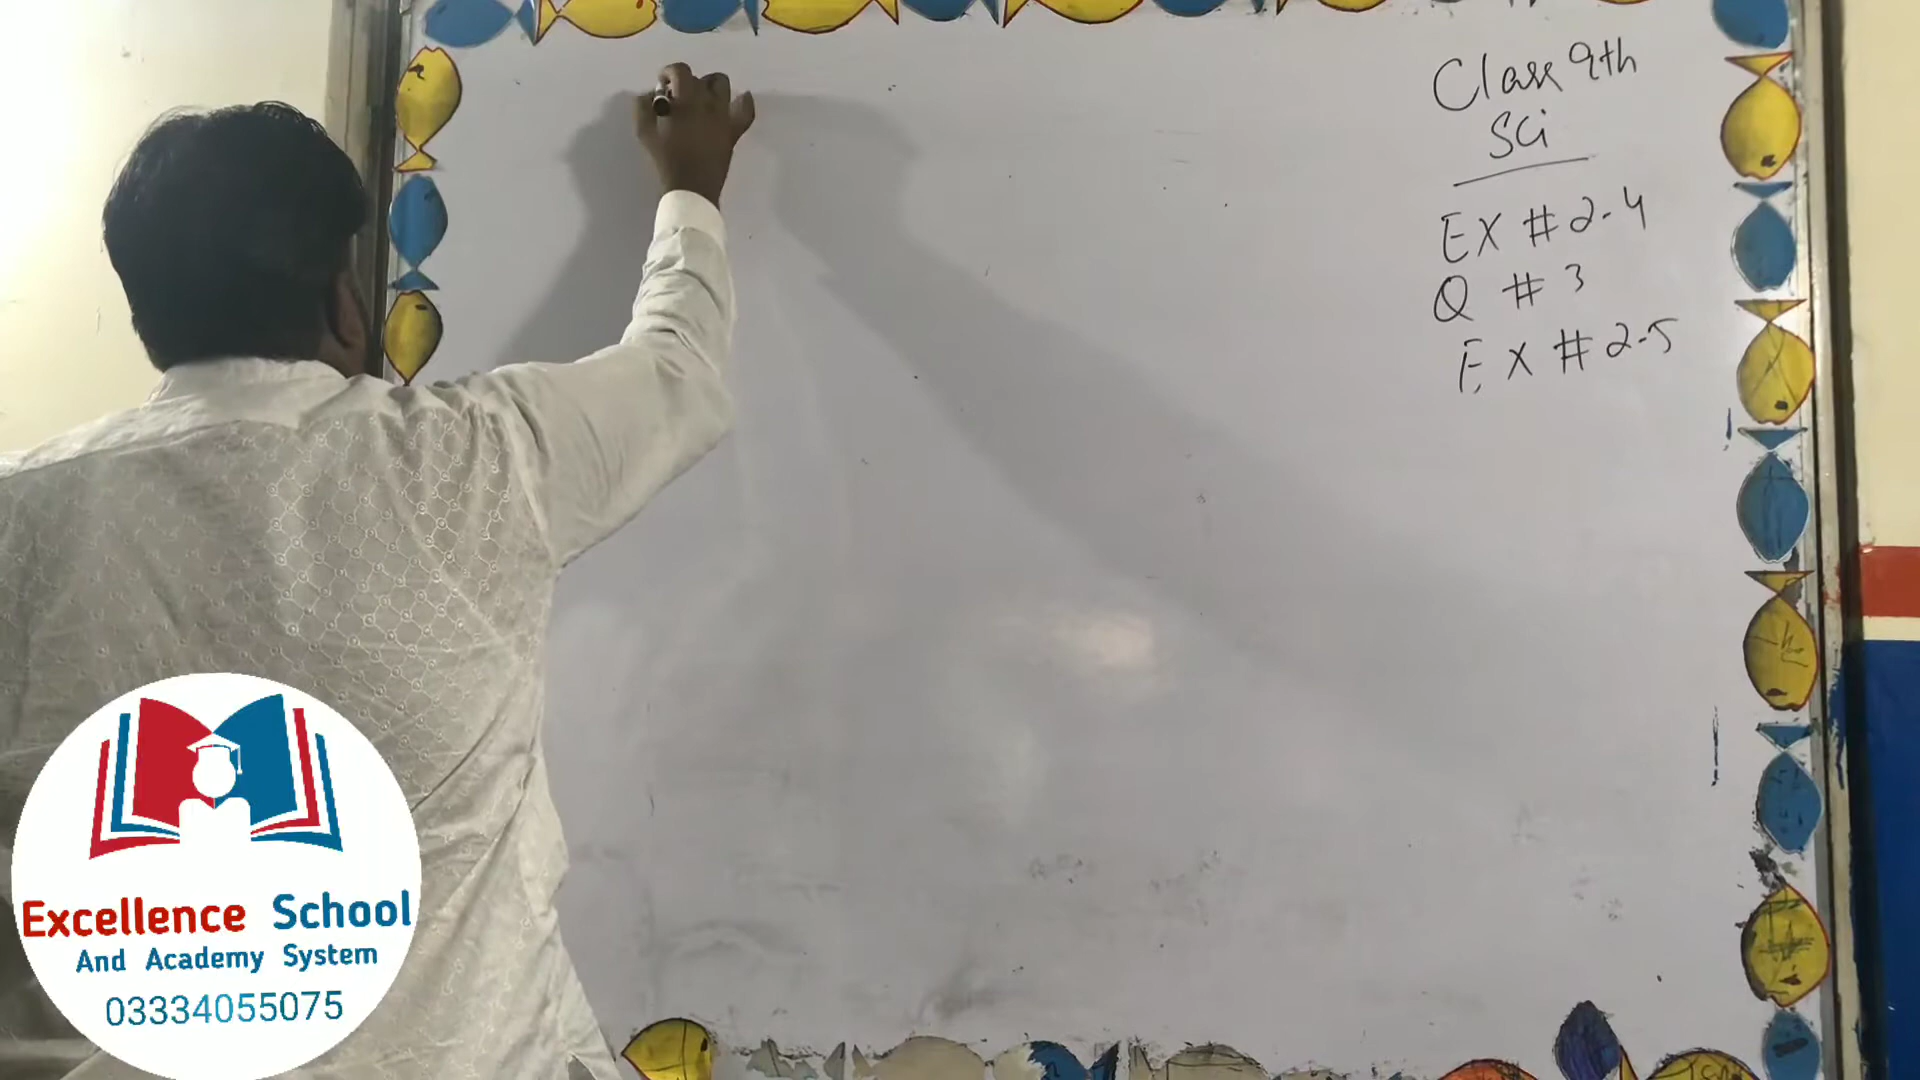 Class 9th
Sci
EX # 2-4
Q # 3
EX # 2-5
Excellence School
And Academy System
03334055075